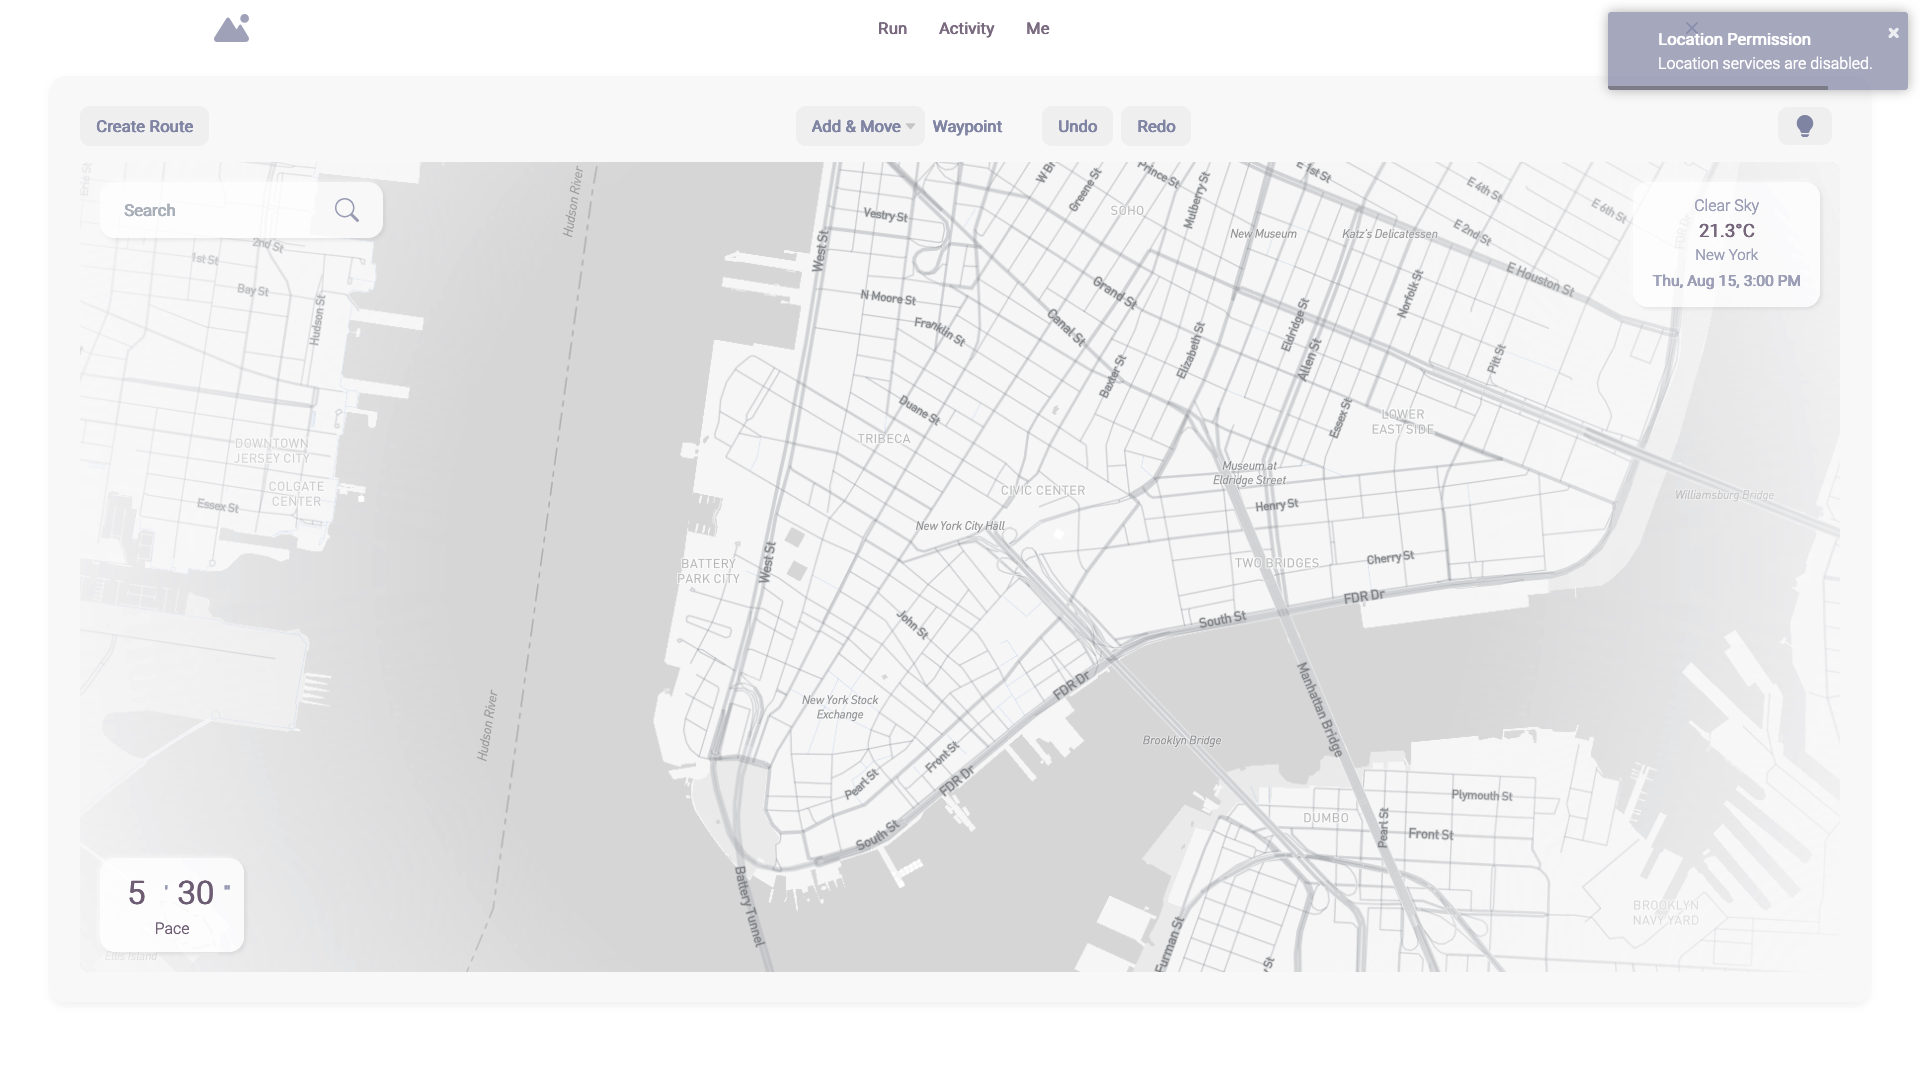 Run
Activity
Me
Location Permission
Location services are disabled.
Create Route
Add & Move
Waypoint
Undo
Redo
Search
Clear Sky
21.3°C
New York
Thu, Aug 15, 3:00 PM
Hudson River
W Br
Greene St
Prince St
Mulberry St
E 4th St
E 6th St
E 2nd St
Vestry St
SOHO
New Museum
Katz's Delicatessen
West St
2nd St
1st St
Bay St
Hudson St
N Moore St
Franklin St
Grand St
Canal St
Norfolk St
E Houston St
Eldridge St
Allen St
Elizabeth St
Baxter St
Pitt St
Essex St
Duane St
LOWER
EAST SIDE
TRIBECA
DOWNTOWN
JERSEY CITY
COLGATE
CENTER
Essex St
Museum at
Eldridge Street
CIVIC CENTER
Williamsburg Bridge
Henry St
New York City Hall
BATTERY
PARK CITY
West St
TWO BRIDGES
Cherry St
FDR Dr
South St
John St
Hudson River
New York Stock
Exchange
FDR Dr
Manhattan Bridge
Brooklyn Bridge
Front St
Pearl St
FDR Dr
South St
Plymouth St
DUMBO
Pearl St
Front St
Battery Tunnel
Furman St
BROOKLYN
NAVY YARD
5 ' 30 "
Pace
Ellis Island